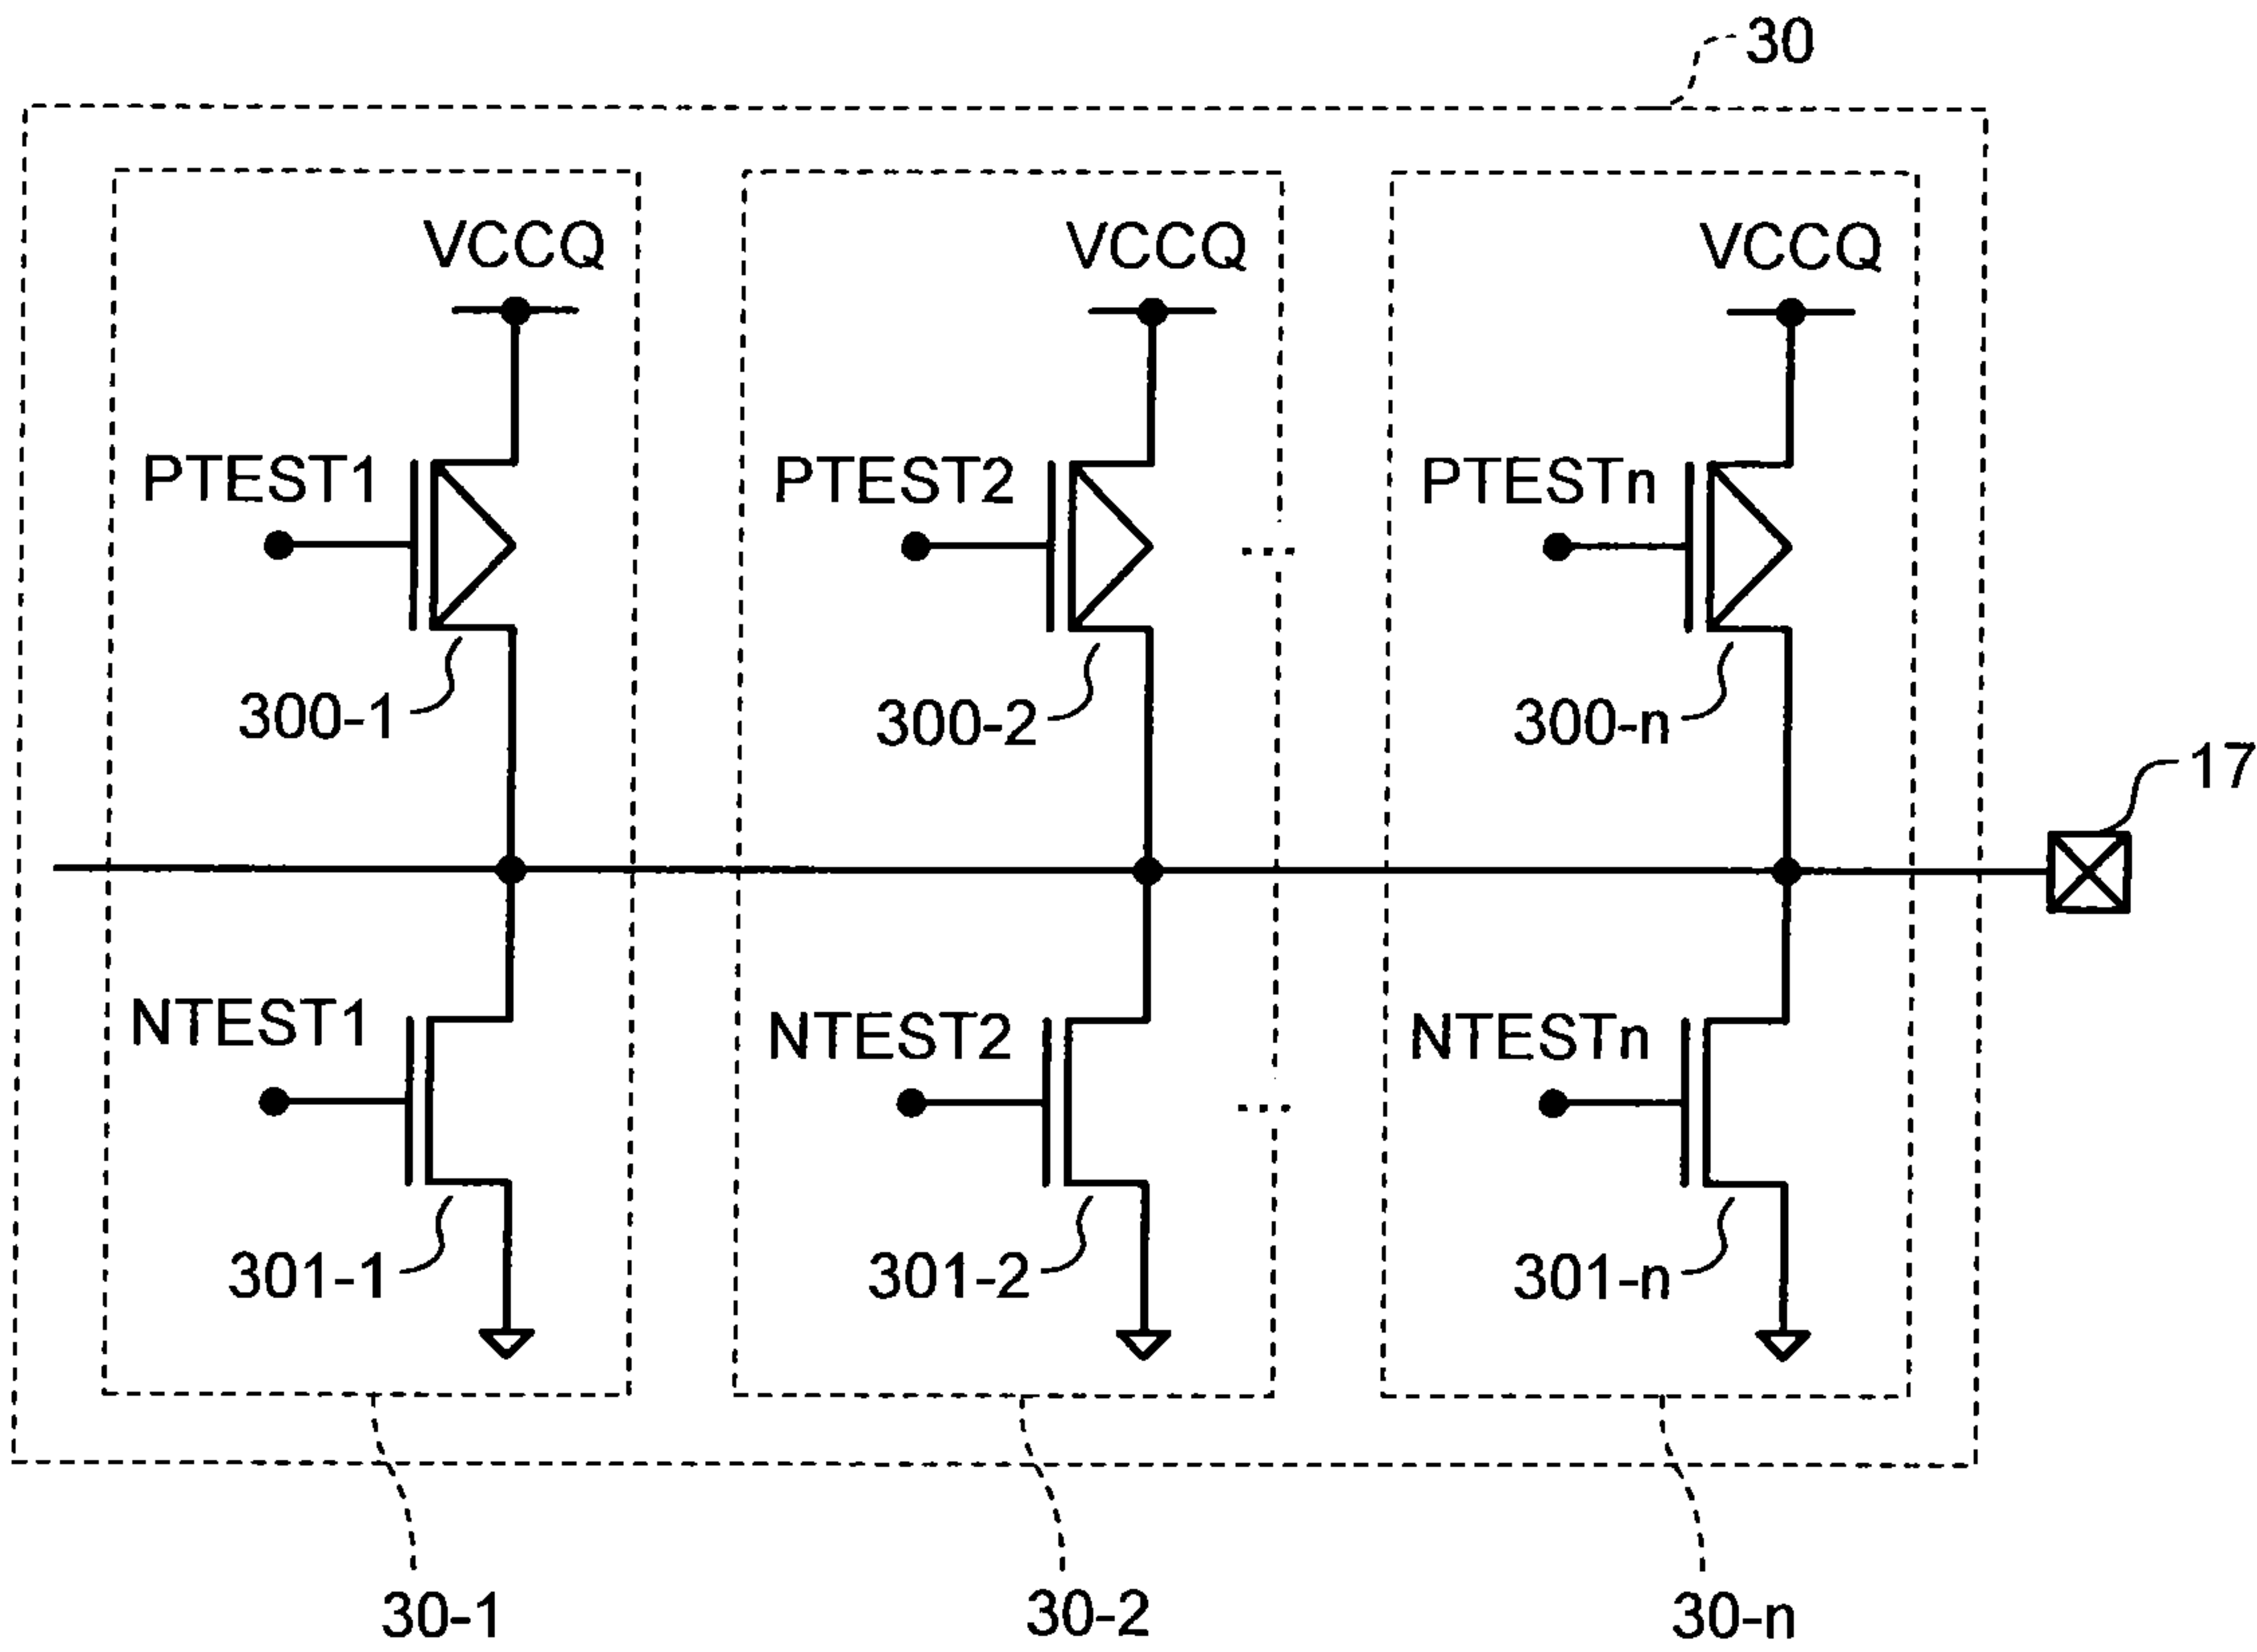 30
VCCQ VCCQ VCCQ
PTEST1 PTEST2 PTESTn
300-1 300-2 300-n
17
NTEST1 NTEST2 NTESTn
301-1 301-2 301-n
30-1 30-2 30-n